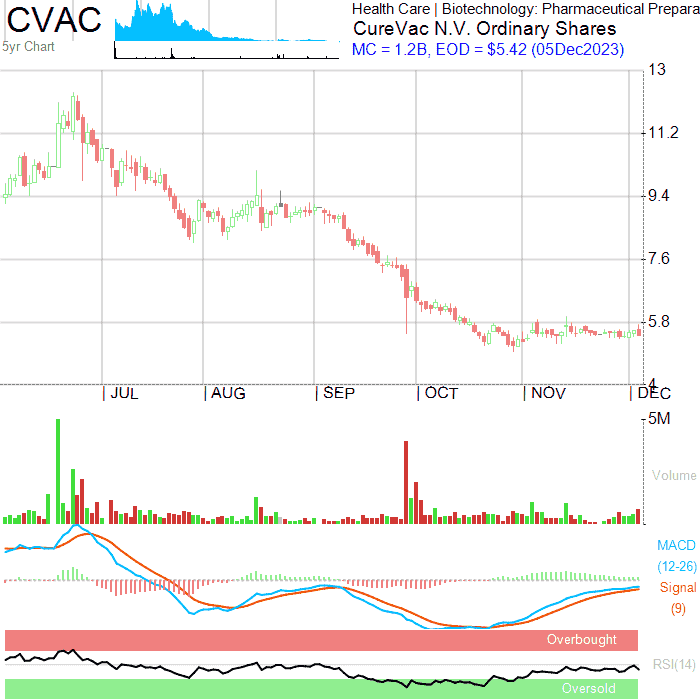 CVAC
5yr Chart
Health Care | Biotechnology: Pharmaceutical Prepara
CureVac N.V. Ordinary Shares
MC = 1.2B, EOD = $5.42 (05Dec2023)
13
11.2
9.4
7.6
5.8
4
JUL AUG SEP OCT NOV DEC
5M
Volume
MACD
(12-26)
Signal
(9)
Overbought
RSI(14)
Oversold